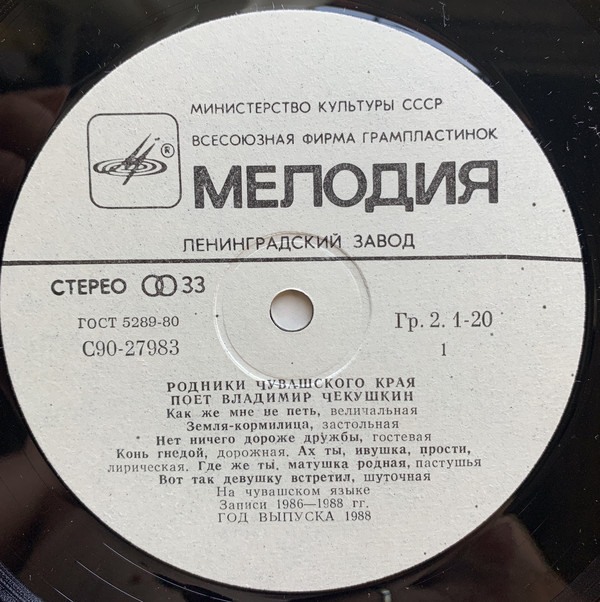 МИНИСТЕРСТВО КУЛЬТУРЫ СССР
ВСЕСОЮЗНАЯ ФИРМА ГРАМПЛАСТИНОК
®
МЕЛОДИЯ
ЛЕНИНГРАДСКИЙ ЗАВОД
СТЕРЕО 33
ГОСТ 5289-80 Гр. 2. 1-20
С90-27983 1
РОДНИКИ ЧУВАШСКОГО КРАЯ
ПОЕТ ВЛАДИМИР ЧЕКУШКИН
Как же мне не петь, величальная
Земля-кормилица, застольная
Нет ничего дороже дружбы, гостевая
Конь гнедой, дорожная. Ах ты, ивушка, прости,
лирическая. Где же ты, матушка родная, пастушья
Вот так девушку встретил, шуточная
На чувашском языке
Записи 1986—1988 гг.
ГОД ВЫПУСКА 1988